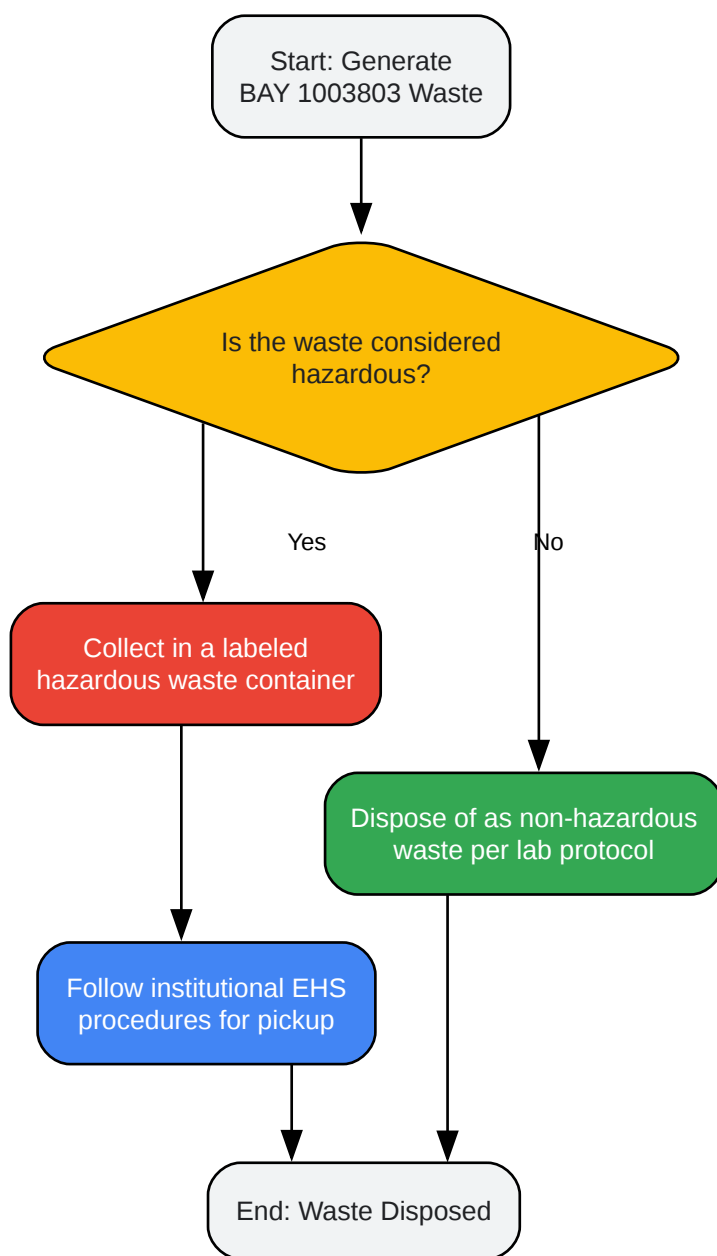 Start: Generate
BAY 1003803 Waste
Is the waste considered
hazardous?
Yes
No
Collect in a labeled
hazardous waste container
Dispose of as non-hazardous
waste per lab protocol
Follow institutional EHS
procedures for pickup
End: Waste Disposed